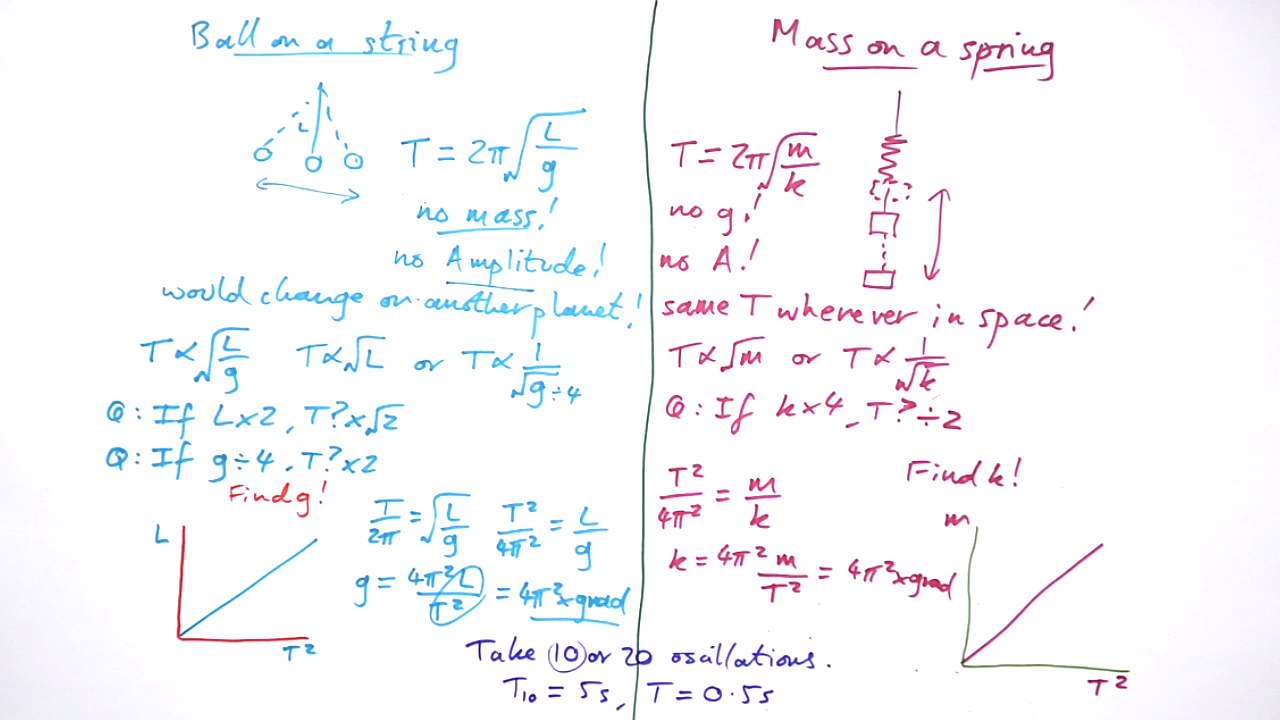 Ball on a string
L
T = 2π√(L/g)
no mass!
no Amplitude!
would change on another planet!
T ∝ √(L/g) T ∝ √L or T ∝ 1/√g ÷4
Q: If L×2, T? ×√2
Q: If g÷4, T? ×2
Find g!
L
T²
T/2π = √(L/g) T²/4π² = L/g
g = 4π²L/T² = 4π²×grad
Mass on a spring
T = 2π√(m/k)
no g!
no A!
same T wherever in space!
T ∝ √m or T ∝ 1/√k
Q: If k×4, T? ÷2
T²/4π² = m/k
Find k!
k = 4π² m/T² = 4π²×grad
m
T²
Take 10 or 20 oscillations.
T₁₀ = 5s, T = 0.5s